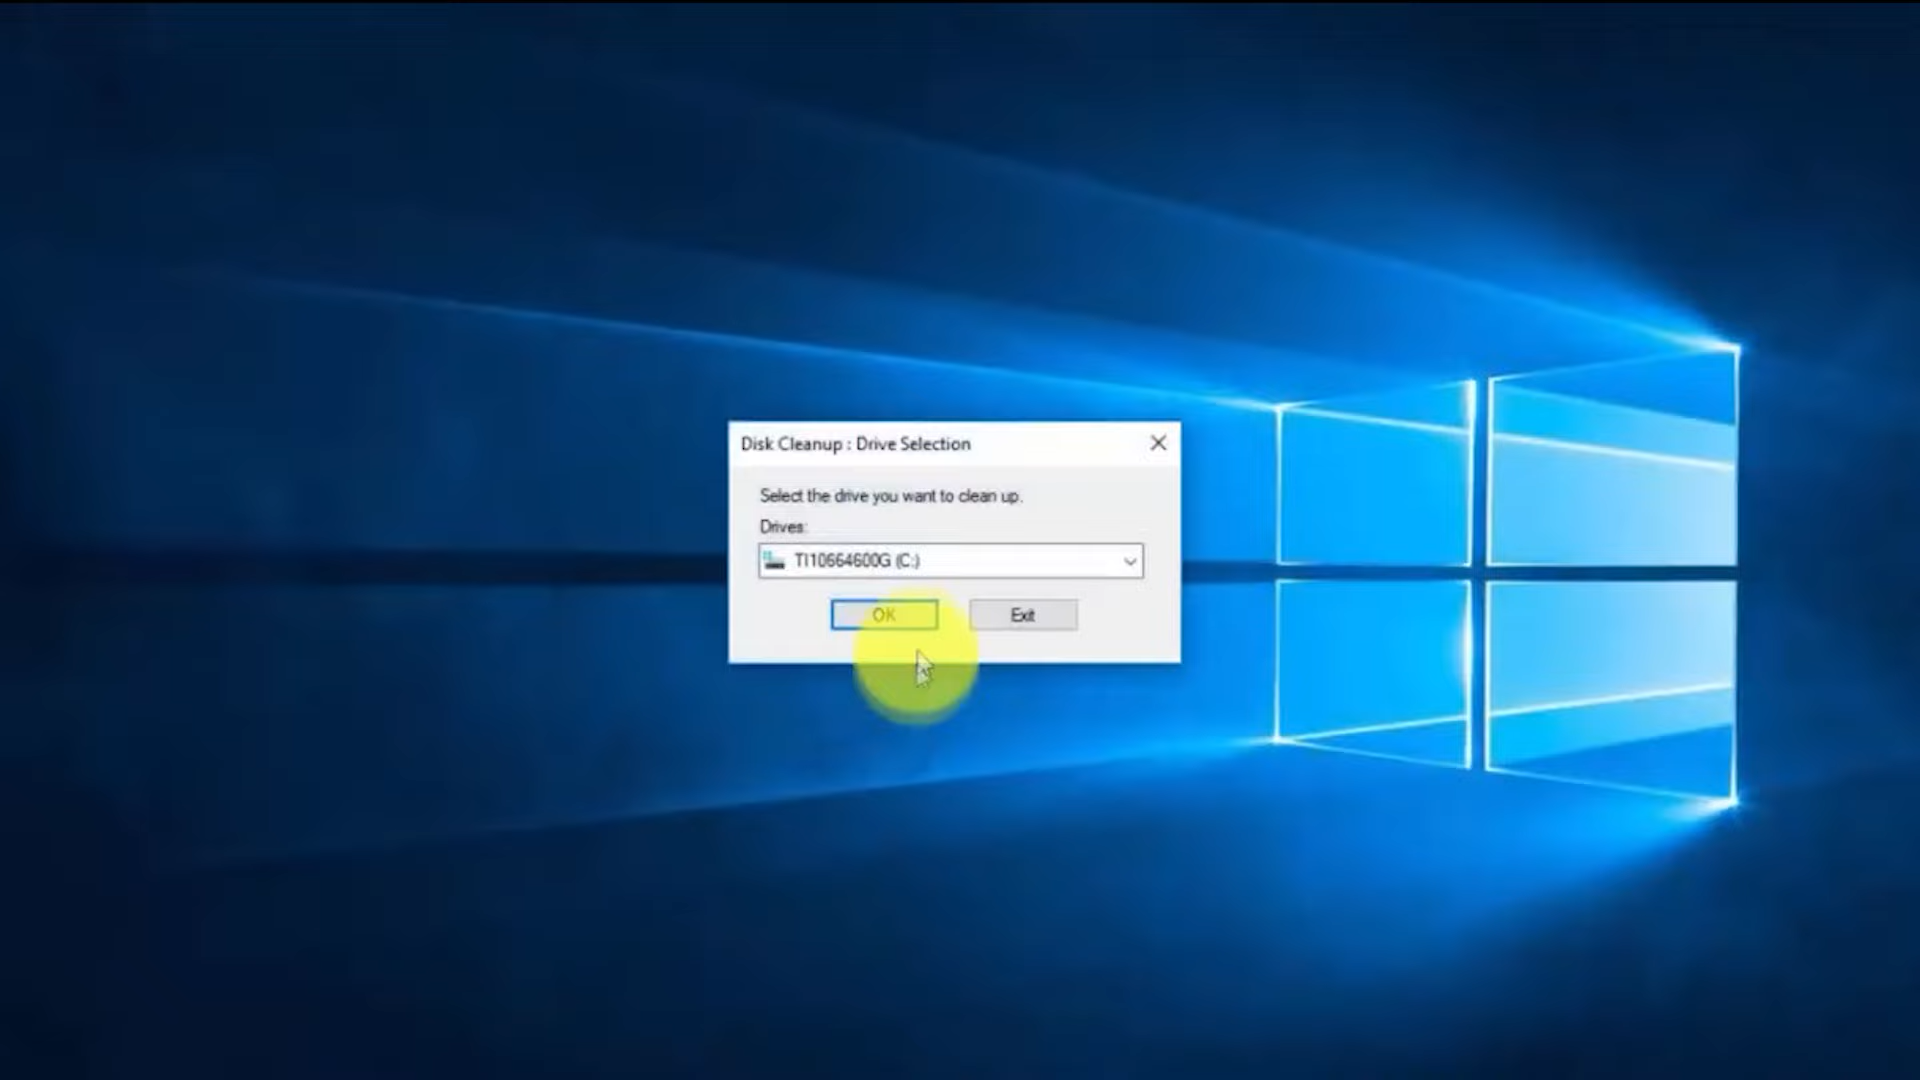 Disk Cleanup : Drive Selection
Select the drive you want to clean up.
Drives:
TI10664600G (C:)
OK
Exit